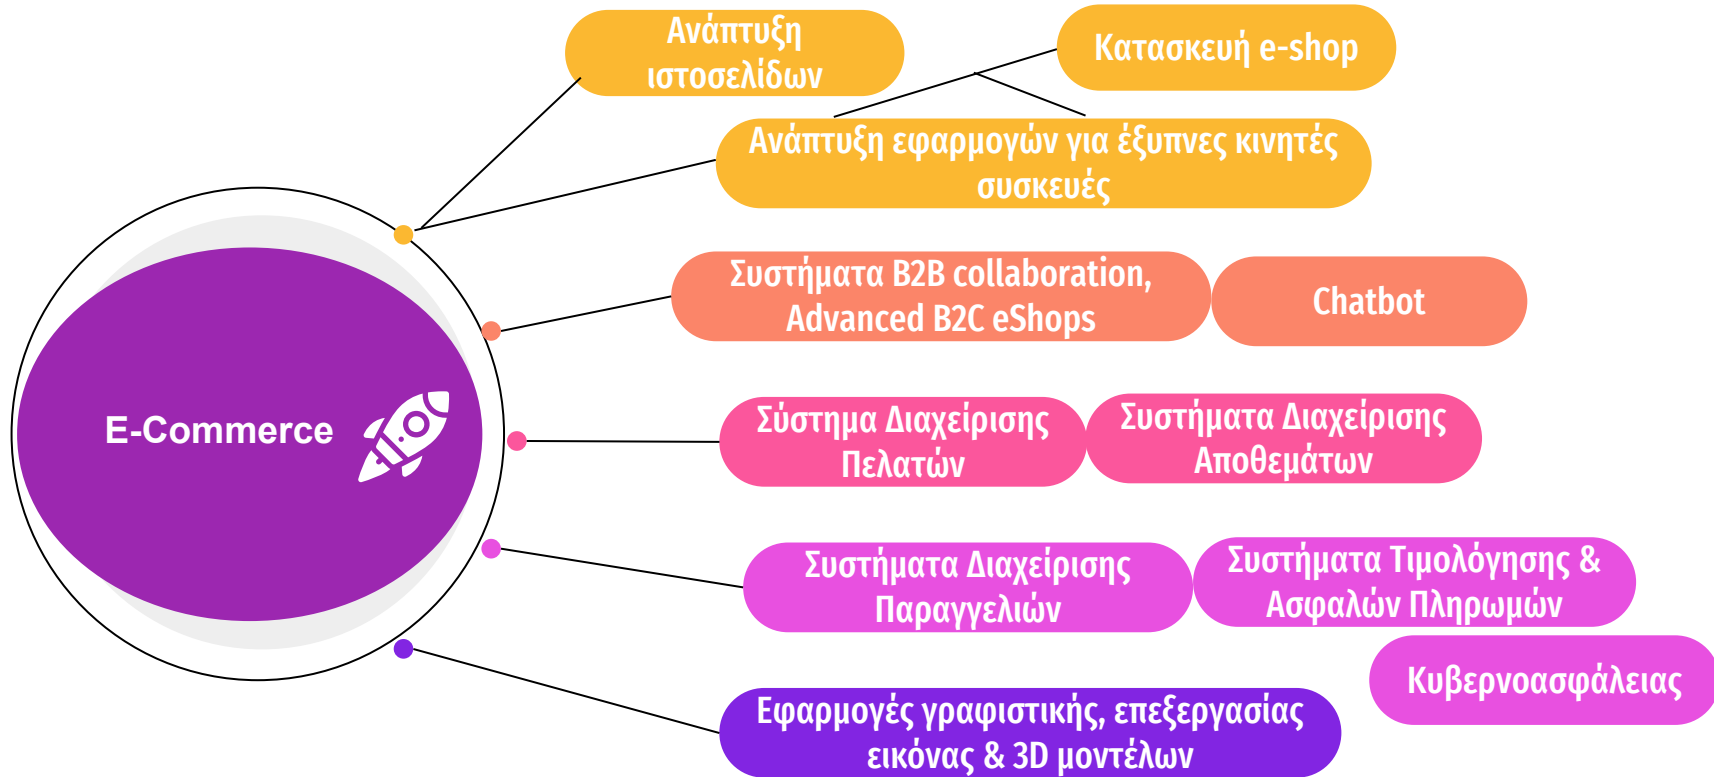 Ανάπτυξη
ιστοσελίδων
Κατασκευή e-shop
Ανάπτυξη εφαρμογών για έξυπνες κινητές
συσκευές
Συστήματα B2B collaboration,
Advanced B2C eShops
Chatbot
E-Commerce
Σύστημα Διαχείρισης
Πελατών
Συστήματα Διαχείρισης
Αποθεμάτων
Συστήματα Διαχείρισης
Παραγγελιών
Συστήματα Τιμολόγησης &
Ασφαλών Πληρωμών
Κυβερνοασφάλειας
Εφαρμογές γραφιστικής, επεξεργασίας
εικόνας & 3D μοντέλων